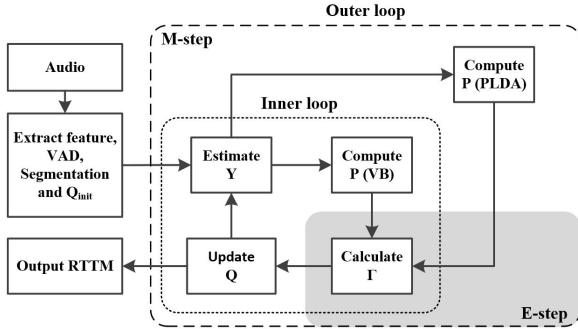 Outer loop
M-step
Audio
Compute
P (PLDA)
Inner loop
Extract feature,
VAD,
Segmentation
and Qinit
Estimate
Y
Compute
P (VB)
Output RTTM
Update
Q
Calculate
Γ
E-step